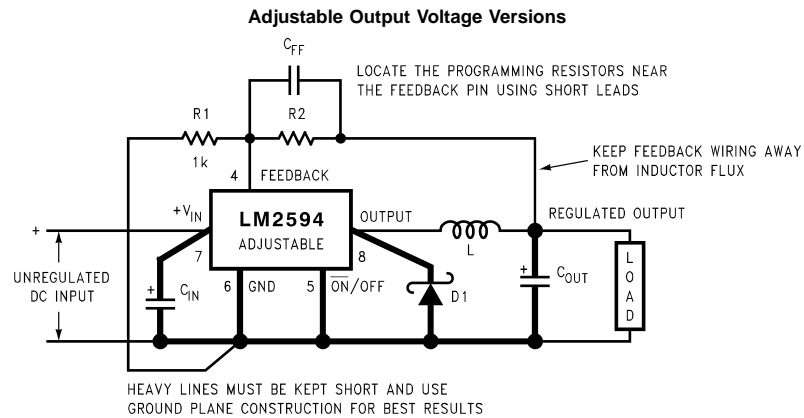 Adjustable Output Voltage Versions
CFF
LOCATE THE PROGRAMMING RESISTORS NEAR
THE FEEDBACK PIN USING SHORT LEADS
R1
R2
1k
KEEP FEEDBACK WIRING AWAY
FROM INDUCTOR FLUX
4 FEEDBACK
+VIN
LM2594
ADJUSTABLE
OUTPUT
REGULATED OUTPUT
+
7
8
L
UNREGULATED
DC INPUT
+
CIN
6 GND
5 ON/OFF
D1
+
COUT
LOAD
HEAVY LINES MUST BE KEPT SHORT AND USE
GROUND PLANE CONSTRUCTION FOR BEST RESULTS